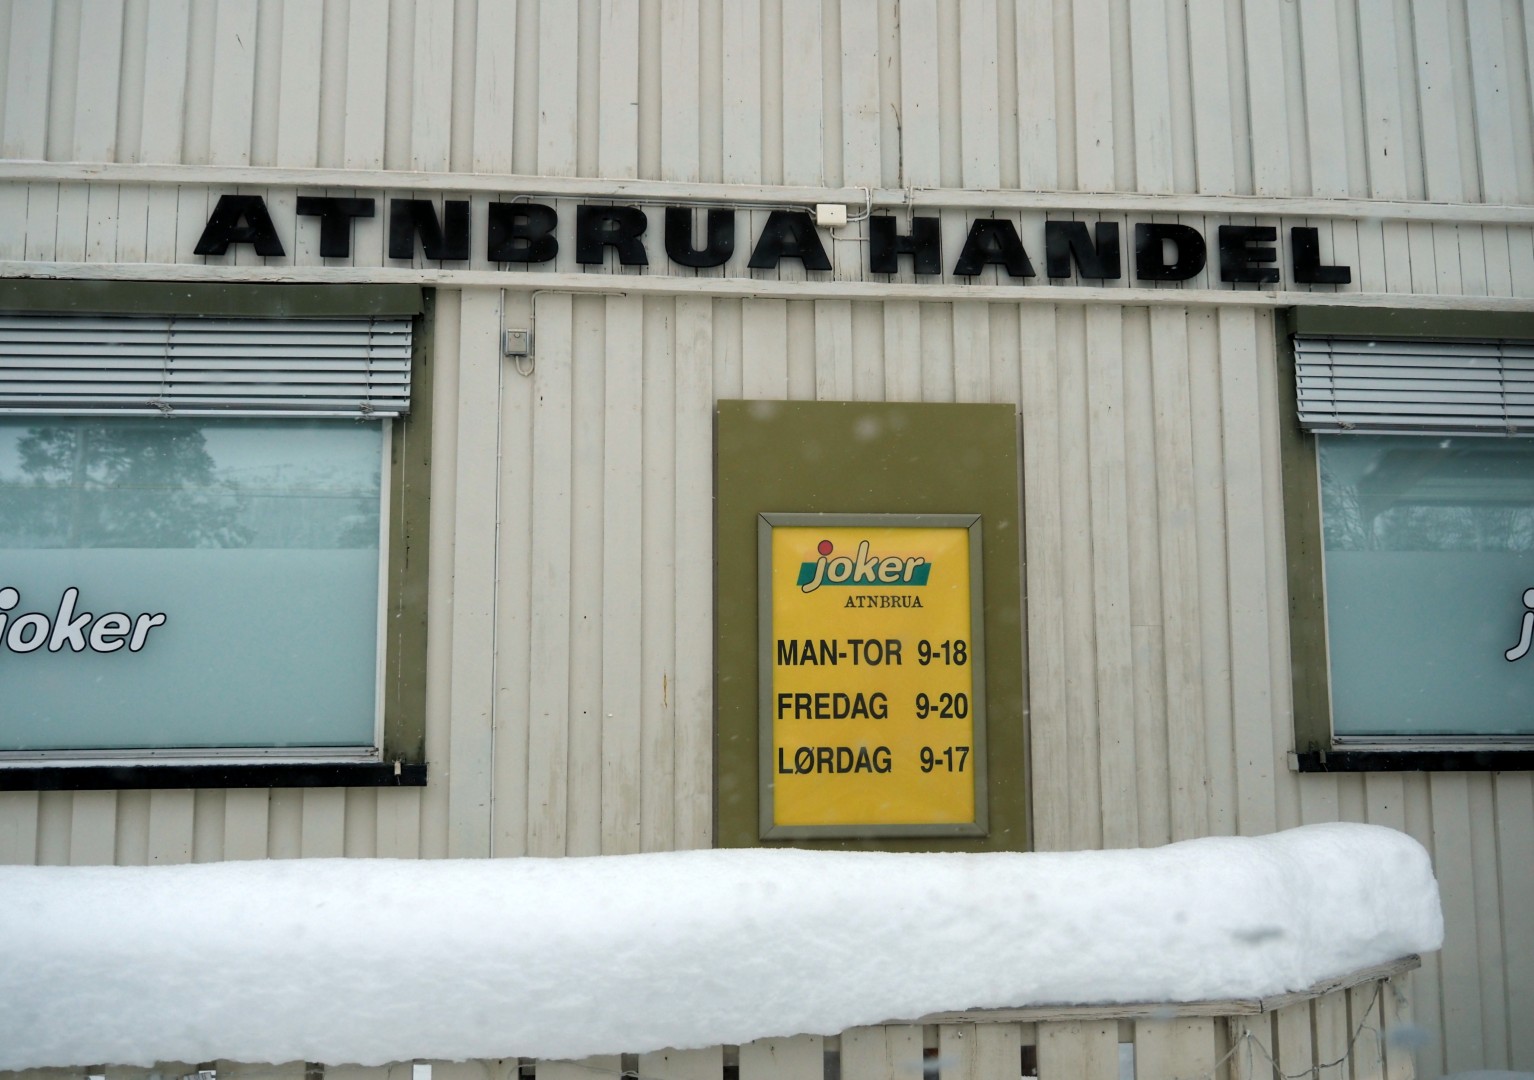 ATNBRUA HANDEL
joker
joker
ATNBRUA
MAN-TOR 9-18
FREDAG 9-20
LØRDAG 9-17
j